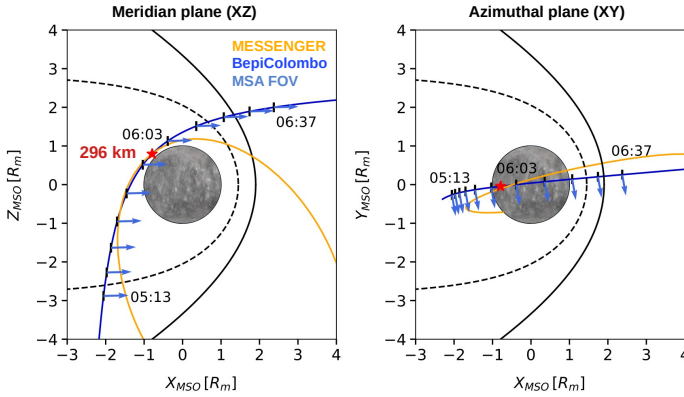 Meridian plane (XZ)
MESSENGER
BepiColombo
MSA FOV
06:03
06:37
296 km
05:13
4
3
2
1
0
−1
−2
−3
−4
Z_MSO [R_m]
−3 −2 −1 0 1 2 3 4
X_MSO [R_m]
Azimuthal plane (XY)
06:37
06:03
05:13
4
3
2
1
0
−1
−2
−3
−4
Y_MSO [R_m]
−3 −2 −1 0 1 2 3 4
X_MSO [R_m]